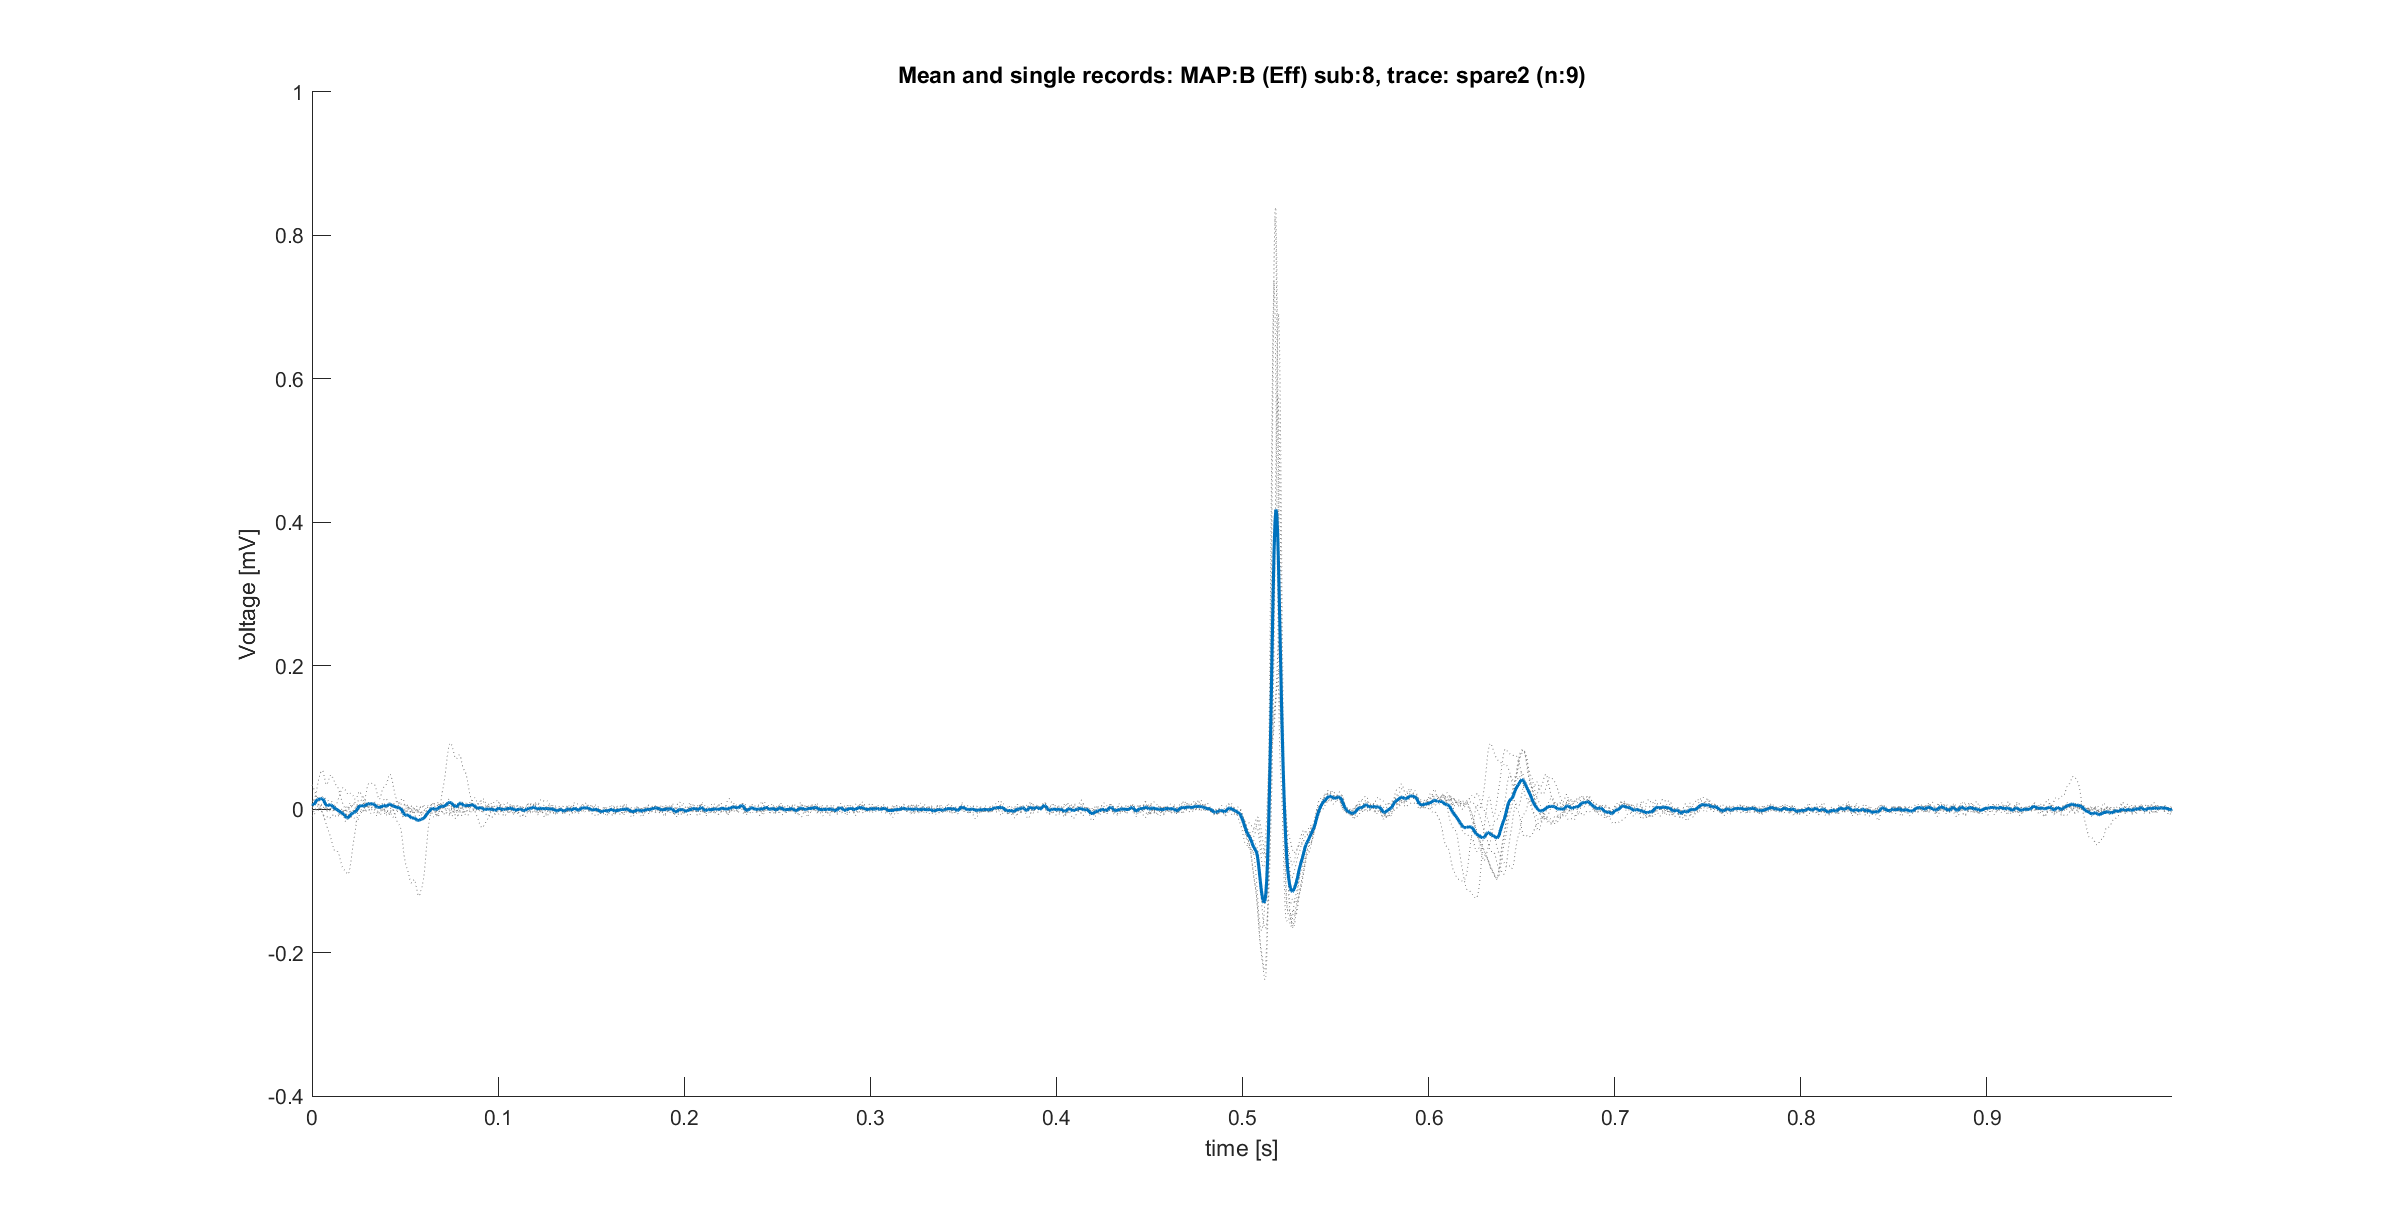 Mean and single records: MAP:B (Eff) sub:8, trace: spare2 (n:9)
1
0.8
0.6
0.4
0.2
0
-0.2
-0.4
Voltage [mV]
0 0.1 0.2 0.3 0.4 0.5 0.6 0.7 0.8 0.9
time [s]